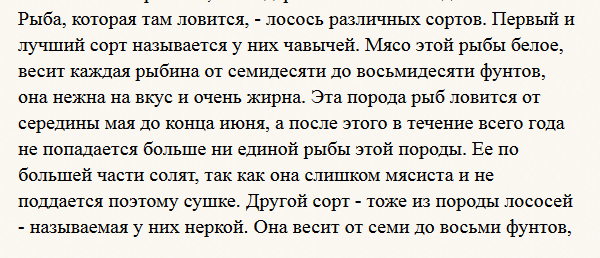 Рыба, которая там ловится, - лосось различных сортов. Первый и
лучший сорт называется у них чавычей. Мясо этой рыбы белое,
весит каждая рыбина от семидесяти до восьмидесяти фунтов,
она нежна на вкус и очень жирна. Эта порода рыб ловится от
середины мая до конца июня, а после этого в течение всего года
не попадается больше ни единой рыбы этой породы. Ее по
большей части солят, так как она слишком мясиста и не
поддается поэтому сушке. Другой сорт - тоже из породы лососей
- называемая у них неркой. Она весит от семи до восьми фунтов,